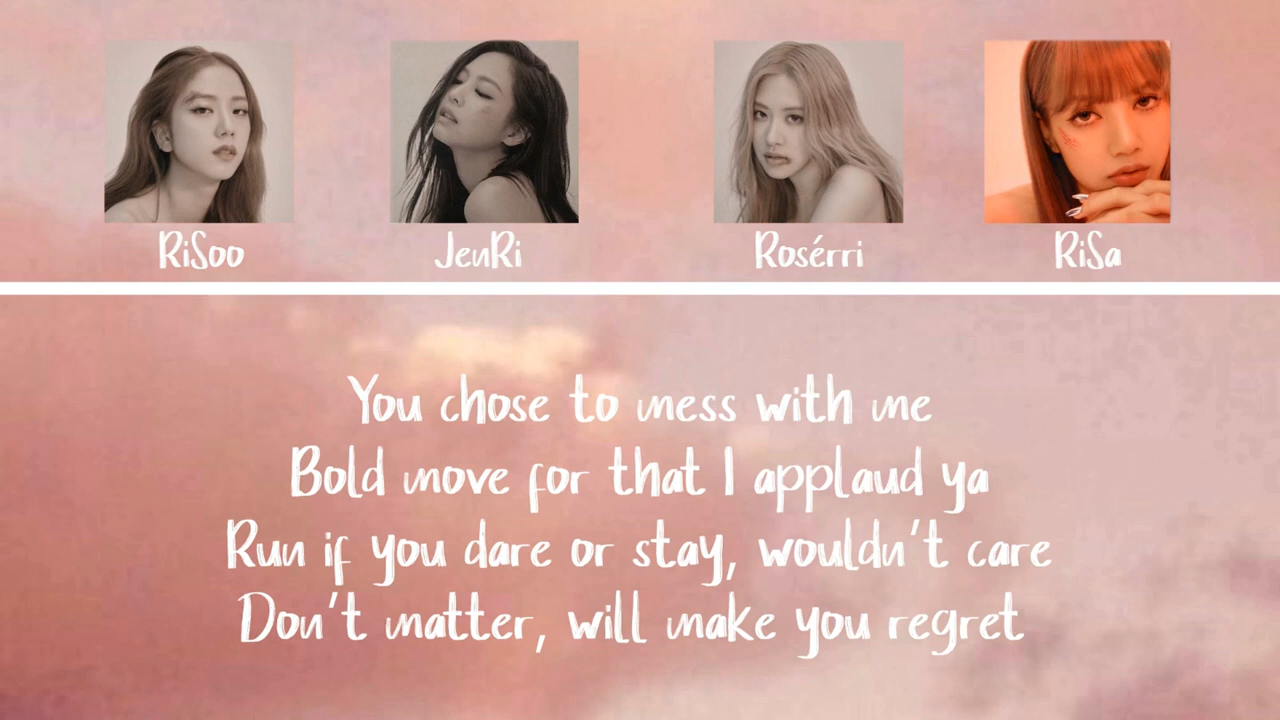 RiSoo
JenRi
Rosérri
RiSa
You chose to mess with me
Bold move for that I applaud ya
Run if you dare or stay, wouldn't care
Don't matter, will make you regret